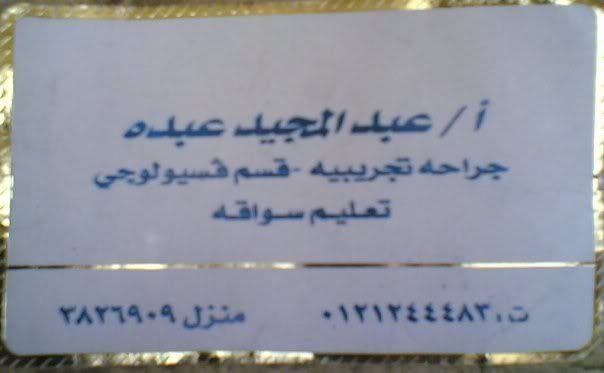 أ/ عبد المجيد عبده
جراحه تجريبيه - قسم فسيولوجي
تعليم سواقه
ت: ٠١٢١٢٤٤٤٨٣ منزل ٣٨٢٦٩٠٩